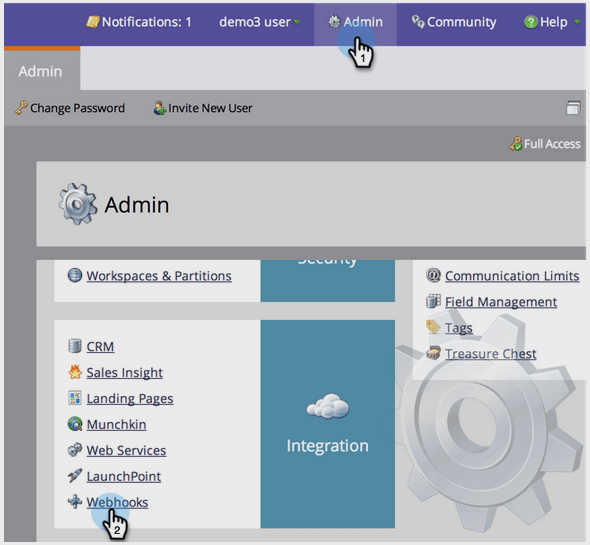 Notifications: 1 demo3 user Admin Community Help
1
Admin
Change Password Invite New User
Full Access
Admin
Security
Workspaces & Partitions
Communication Limits
Field Management
Tags
Treasure Chest
CRM
Sales Insight
Landing Pages
Munchkin
Web Services
LaunchPoint
Webhooks
2
Integration